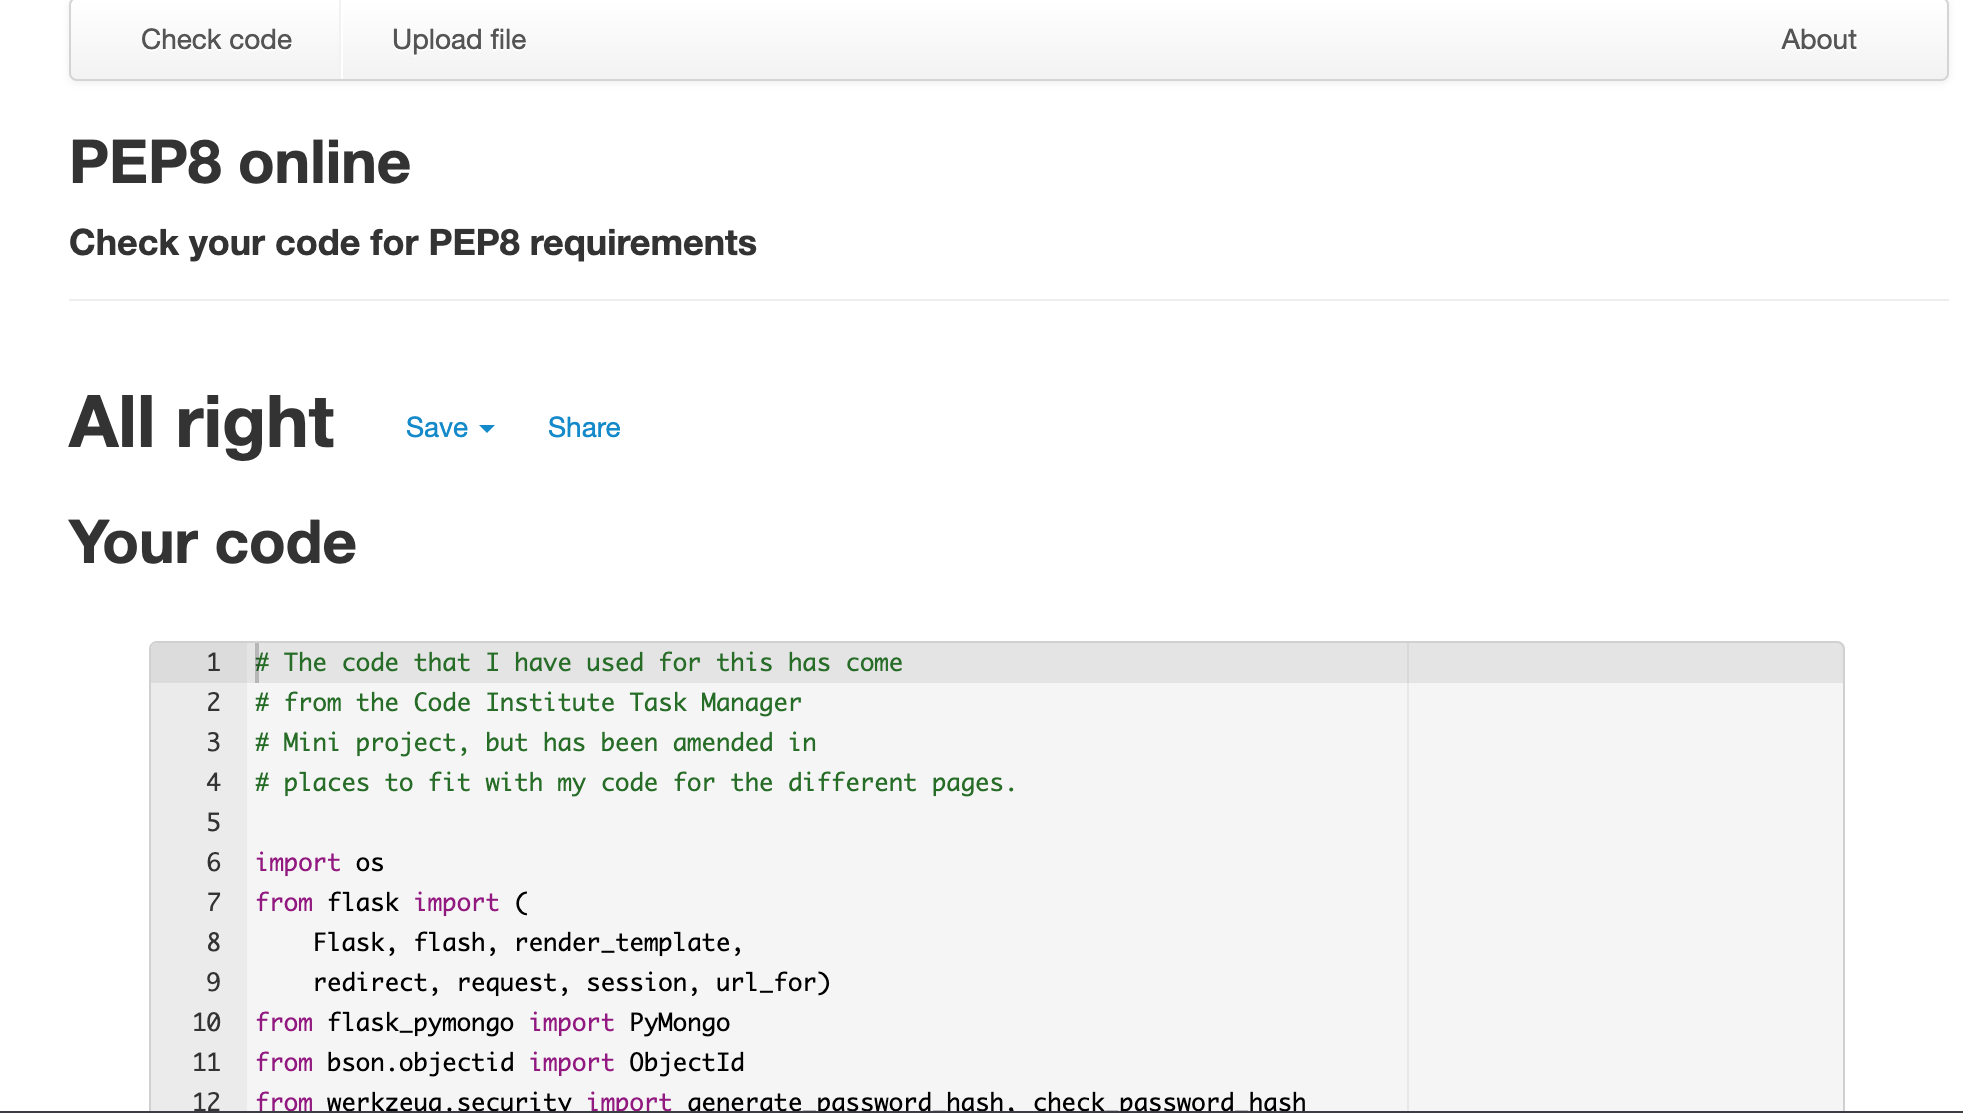 Check code Upload file About
PEP8 online
Check your code for PEP8 requirements
All right Save Share
Your code
1 # The code that I have used for this has come
2 # from the Code Institute Task Manager
3 # Mini project, but has been amended in
4 # places to fit with my code for the different pages.
5
6 import os
7 from flask import (
8     Flask, flash, render_template,
9     redirect, request, session, url_for)
10 from flask_pymongo import PyMongo
11 from bson.objectid import ObjectId
12 from werkzeug.security import generate_password_hash, check_password_hash